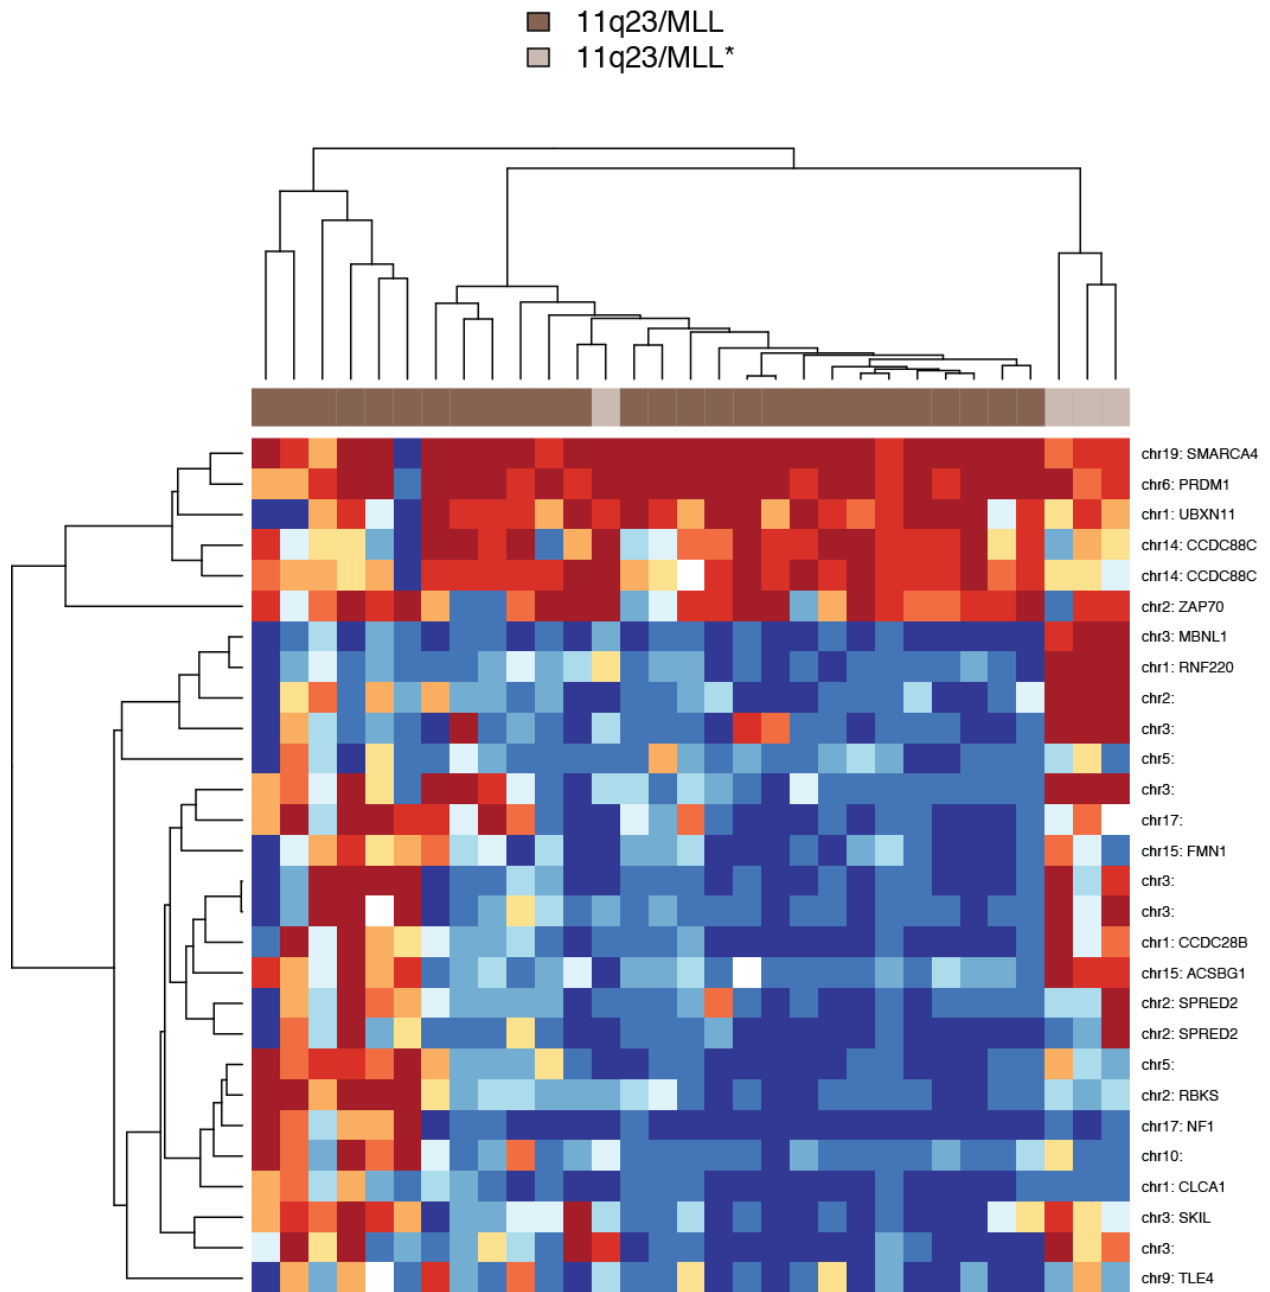 11q23/MLL
11q23/MLL*
chr19: SMARCA4
chr6: PRDM1
chr1: UBXN11
chr14: CCDC88C
chr14: CCDC88C
chr2: ZAP70
chr3: MBNL1
chr1: RNF220
chr2:
chr3:
chr5:
chr3:
chr17:
chr15: FMN1
chr3:
chr3:
chr1: CCDC28B
chr15: ACSBG1
chr2: SPRED2
chr2: SPRED2
chr5:
chr2: RBKS
chr17: NF1
chr10:
chr1: CLCA1
chr3: SKIL
chr3:
chr9: TLE4